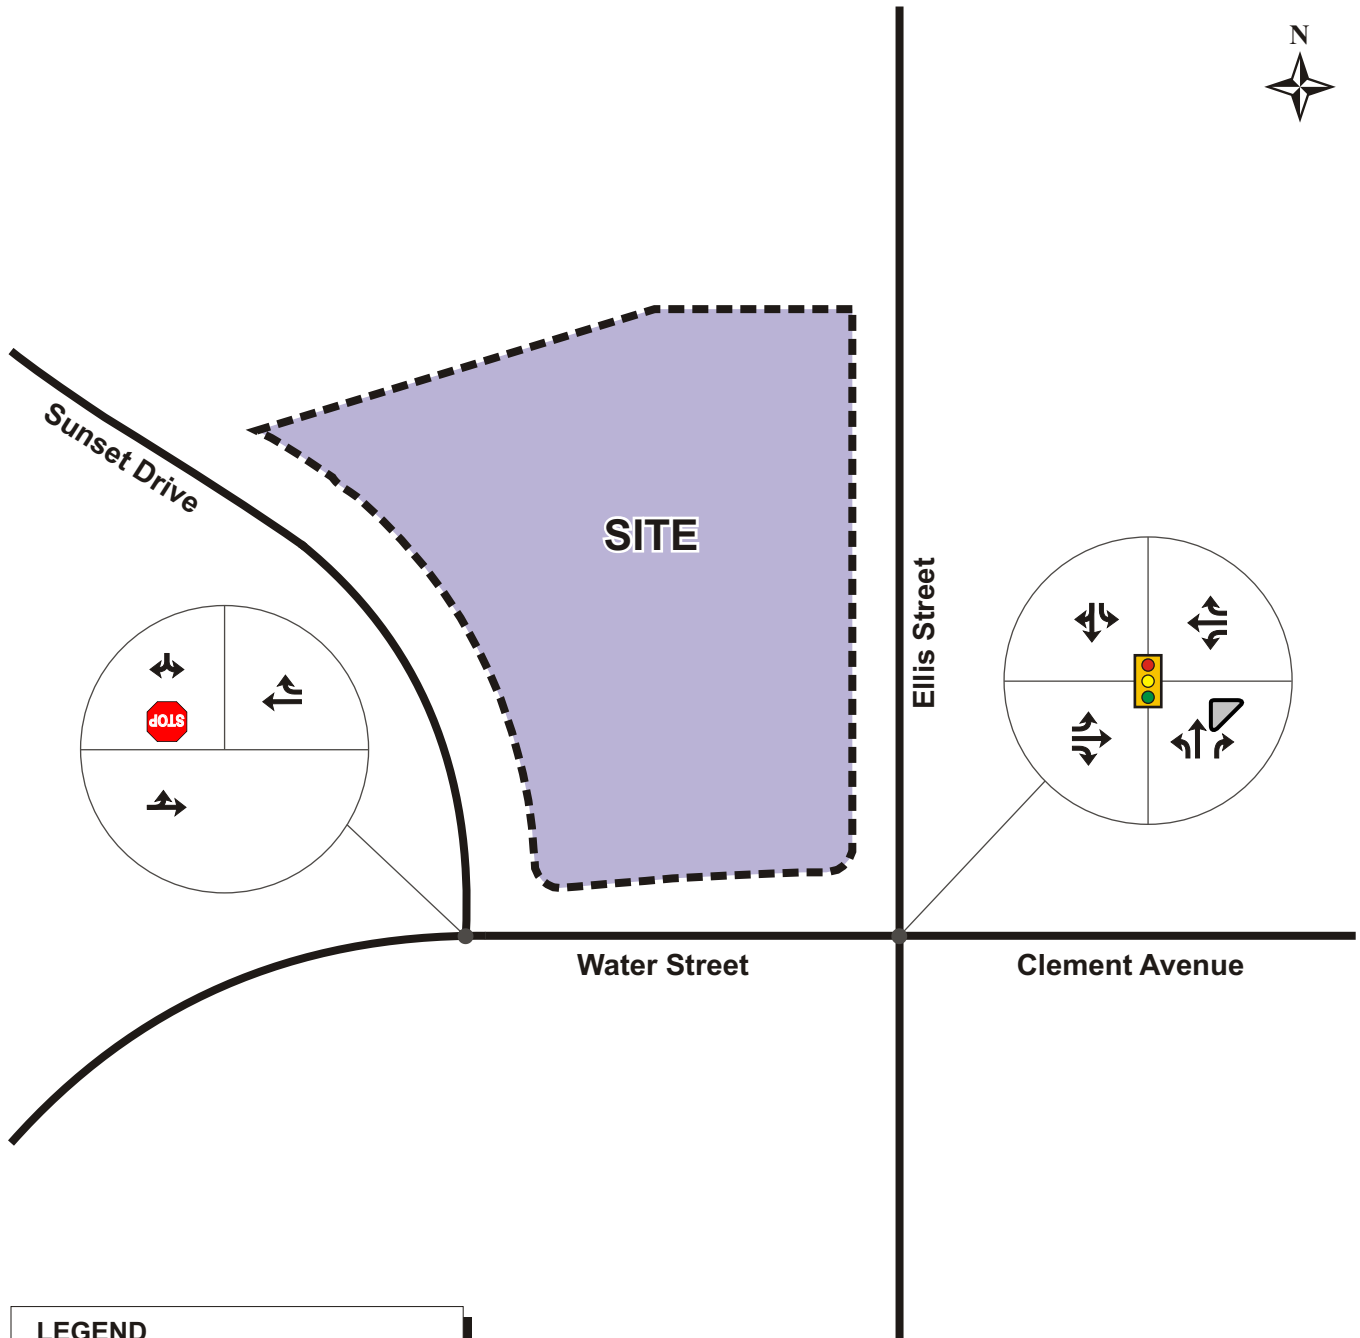 N
Sunset Drive
SITE
Ellis Street
STOP
Water Street
Clement Avenue
LEGEND